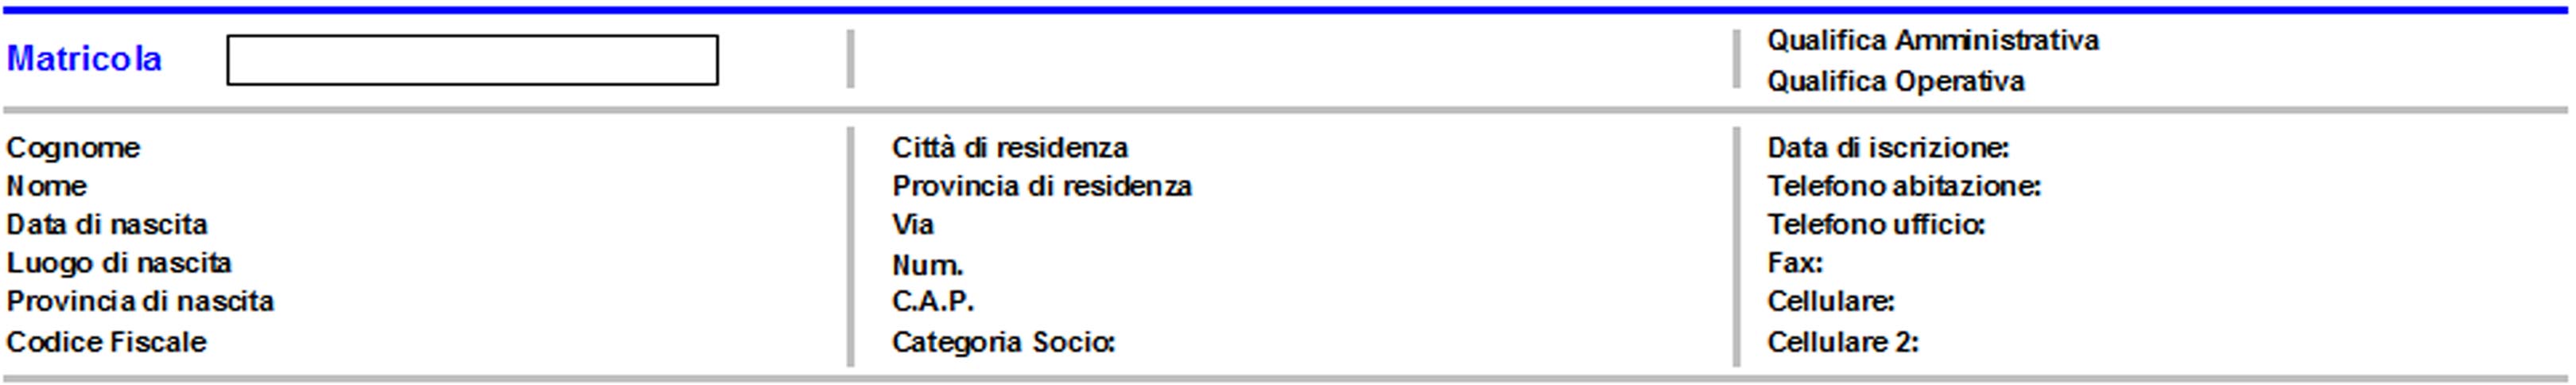 Matricola
Qualifica Amministrativa
Qualifica Operativa
Cognome
Nome
Data di nascita
Luogo di nascita
Provincia di nascita
Codice Fiscale
Città di residenza
Provincia di residenza
Via
Num.
C.A.P.
Categoria Socio:
Data di iscrizione:
Telefono abitazione:
Telefono ufficio:
Fax:
Cellulare:
Cellulare 2: